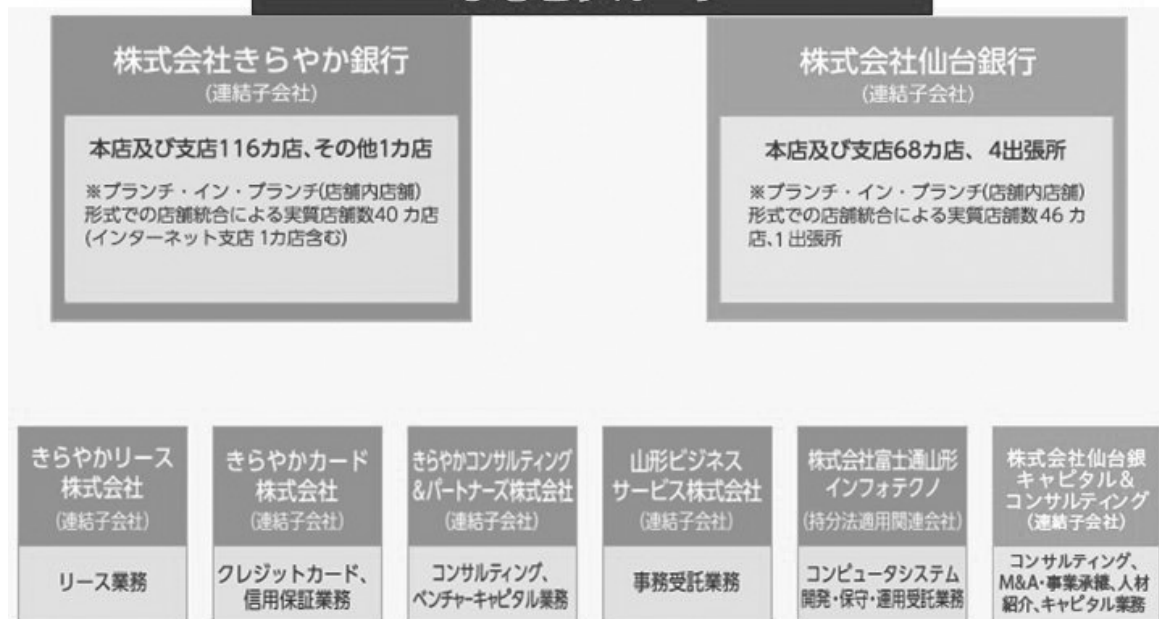 株式会社きらやか銀行
(連結子会社)
本店及び支店116カ店、その他1カ店
※ブランチ・イン・ブランチ(店舗内店舗)
形式での店舗統合による実質店舗数40 カ店
(インターネット支店 1カ店含む)
株式会社仙台銀行
(連結子会社)
本店及び支店68カ店、 4出張所
※ブランチ・イン・ブランチ(店舗内店舗)
形式での店舗統合による実質店舗数46 カ
店、1 出張所
きらやかリース
株式会社
(連結子会社)
リース業務
きらやかカード
株式会社
(連結子会社)
クレジットカード、
信用保証業務
きらやかコンサルティング
&パートナーズ株式会社
(連結子会社)
コンサルティング、
ベンチャーキャピタル業務
山形ビジネス
サービス株式会社
(連結子会社)
事務受託業務
株式会社富士通山形
インフォテクノ
(持分法適用関連会社)
コンピュータシステム
開発・保守・運用受託業務
株式会社仙台銀
キャピタル&
コンサルティング
(連結子会社)
コンサルティング、
M&A・事業承継、人材
紹介、キャピタル業務